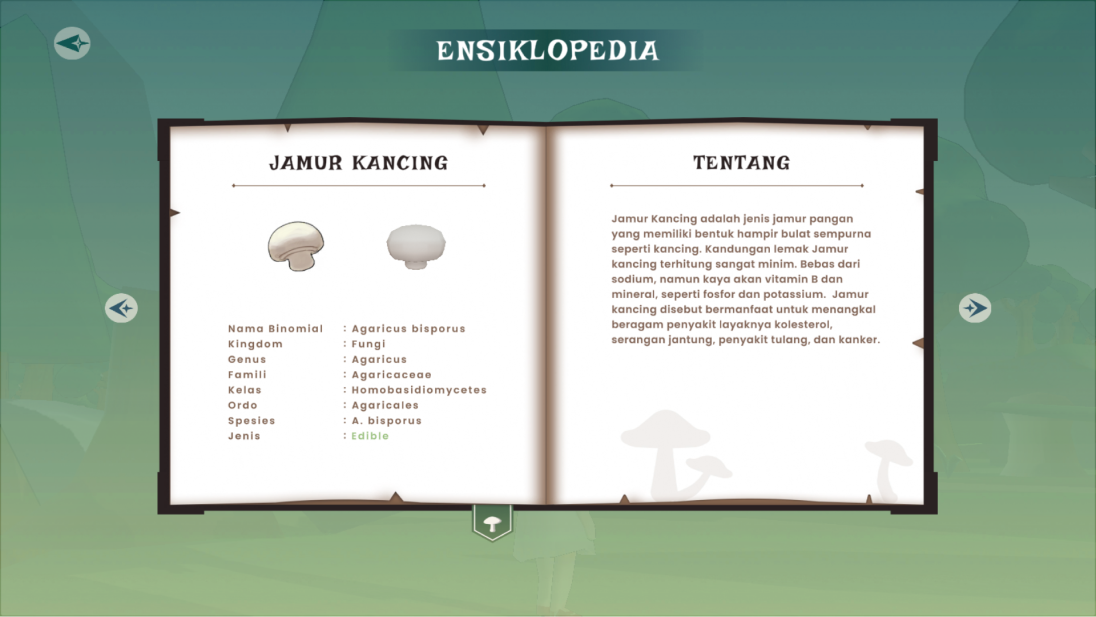 ENSIKLOPEDIA
JAMUR KANCING
Nama Binomial : Agaricus bisporus
Kingdom : Fungi
Genus : Agaricus
Famili : Agaricaceae
Kelas : Homobasidiomycetes
Ordo : Agaricales
Spesies : A. bisporus
Jenis : Edible
TENTANG
Jamur Kancing adalah jenis jamur pangan
yang memiliki bentuk hampir bulat sempurna
seperti kancing. Kandungan lemak Jamur
kancing terhitung sangat minim. Bebas dari
sodium, namun kaya akan vitamin B dan
mineral, seperti fosfor dan potassium. Jamur
kancing disebut bermanfaat untuk menangkal
beragam penyakit layaknya kolesterol,
serangan jantung, penyakit tulang, dan kanker.